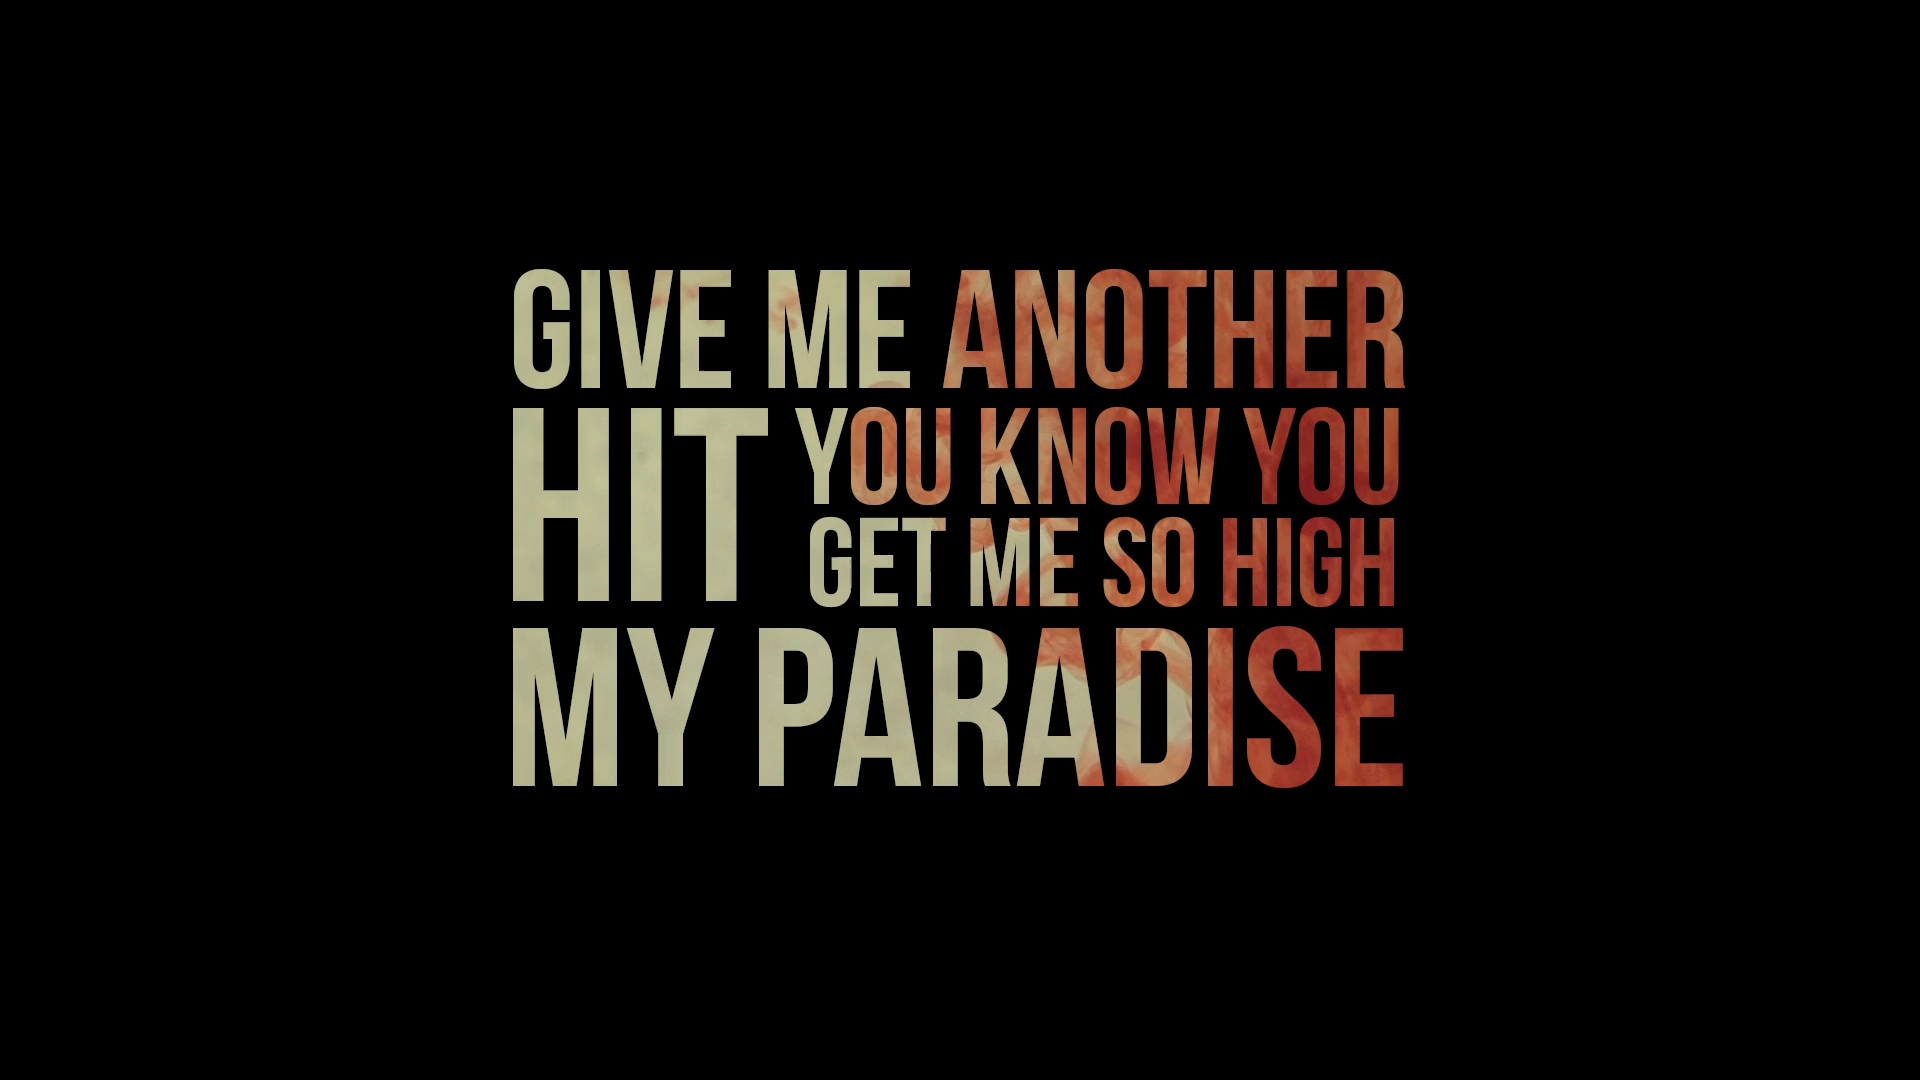 GIVE ME ANOTHER
HIT YOU KNOW YOU
GET ME SO HIGH
MY PARADISE